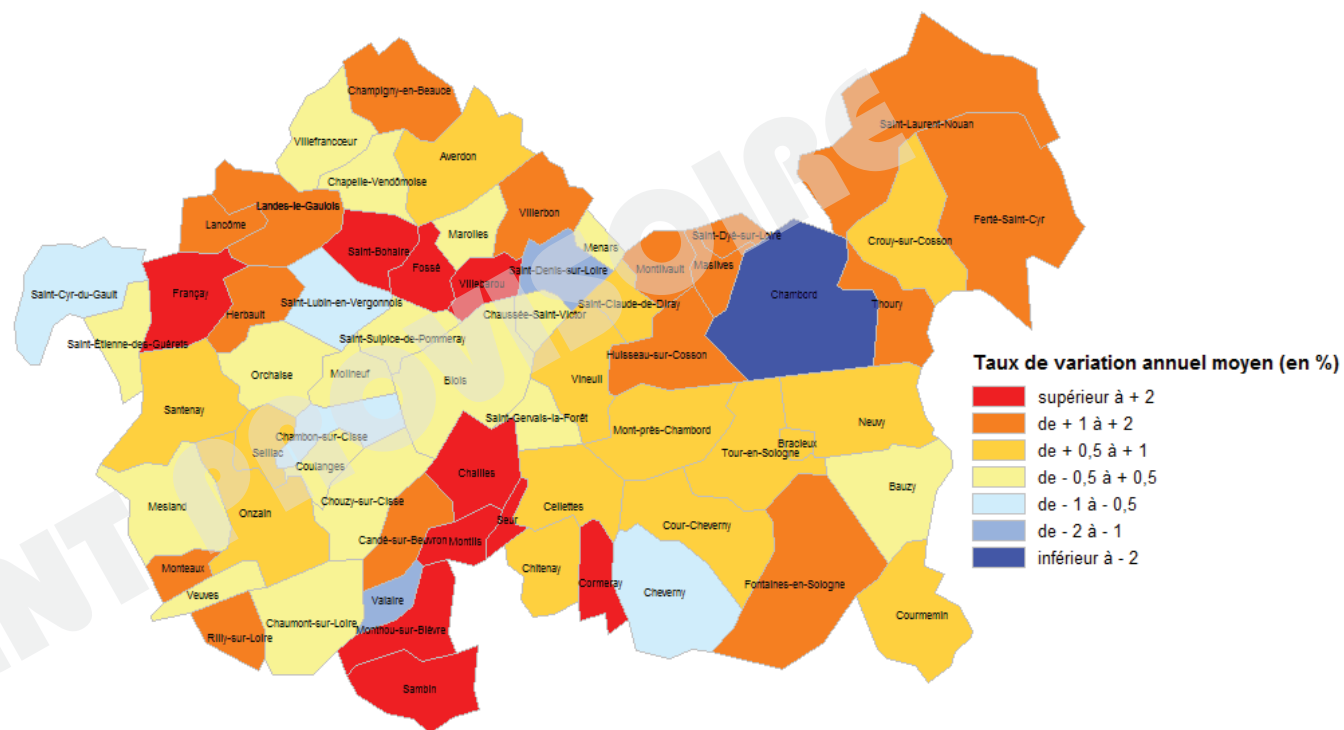 Champigny-en-Beauce
Saint-Laurent-Nouan
Villefrancœur
Averdon
Chapelle-Vendômoise
Landes-le-Gaulois
Villerbon
Lancôme
Ferté-Saint-Cyr
Marolles
Saint-Dyé-sur-Loire
Crouy-sur-Cosson
Menars
Saint-Bohaire
Fossé
Saint-Denis-sur-Loire
Montlivault
Maslives
Villebarou
Chambord
Saint-Cyr-du-Gault
Françay
Saint-Lubin-en-Vergonnois
Saint-Claude-de-Diray
Thoury
Herbault
Chaussée-Saint-Victor
Saint-Sulpice-de-Pommeray
Saint-Étienne-des-Guérets
Huisseau-sur-Cosson
Taux de variation annuel moyen (en %)
Orchaise
Molineuf
Blois
Vineuil
supérieur à + 2
Santenay
Saint-Gervais-la-Forêt
de + 1 à + 2
Neuvy
Mont-près-Chambord
Chambon-sur-Cisse
Bracieux
de + 0,5 à + 1
Seillac
Tour-en-Sologne
Coulanges
Chailles
de - 0,5 à + 0,5
Bauzy
Chouzy-sur-Cisse
de - 1 à - 0,5
Mesland
Onzain
Cellettes
Seur
Cour-Cheverny
de - 2 à - 1
Candé-sur-Beuvron
Montils
inférieur à - 2
Monteaux
Chitenay
Cormeray
Fontaines-en-Sologne
Cheverny
Veuves
Valaire
Courmemin
Chaumont-sur-Loire
Monthou-sur-Bièvre
Rilly-sur-Loire
Sambin
NT PROVISOIRE